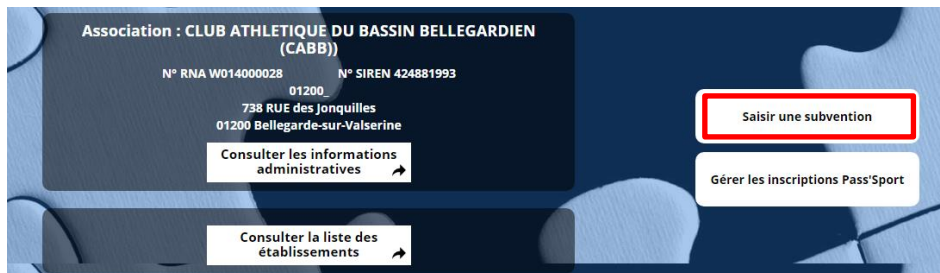 Association : CLUB ATHLETIQUE DU BASSIN BELLEGARDIEN
(CABB))
N° RNA W014000028 N° SIREN 424881993
01200_
738 RUE des Jonquilles
01200 Bellegarde-sur-Valserine
Consulter les informations
administratives
Saisir une subvention
Gérer les inscriptions Pass'Sport
Consulter la liste des
établissements